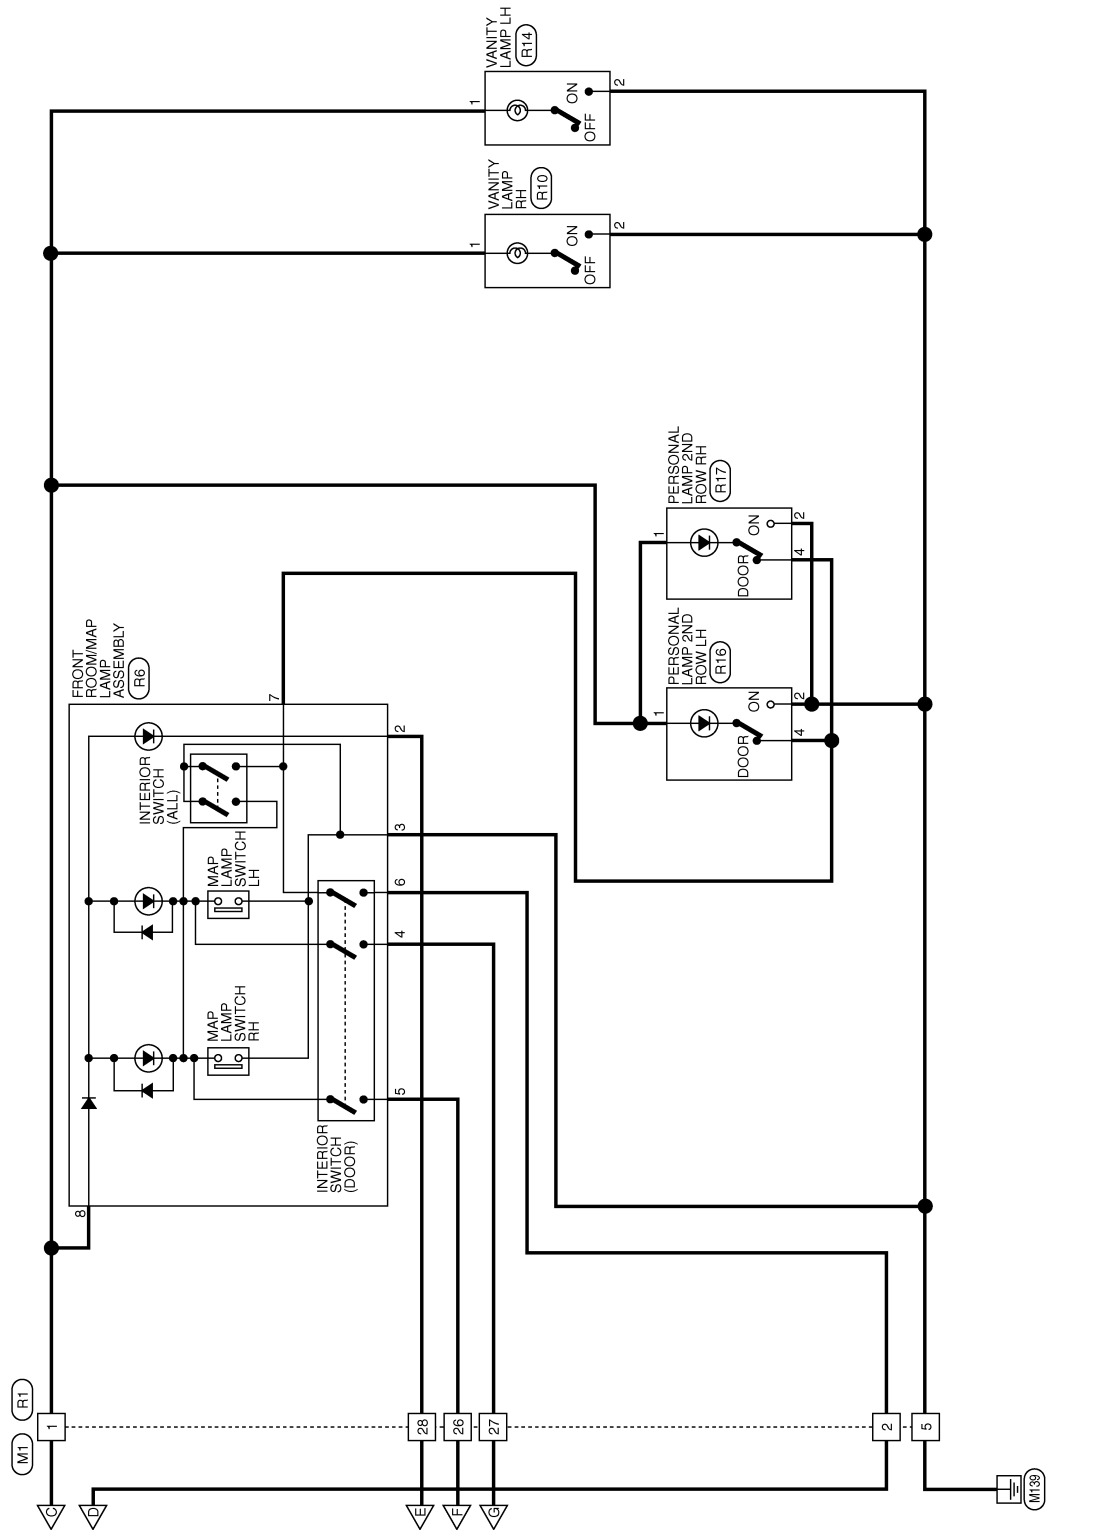 VANITY
LAMP LH
R14
1
ON
OFF
2
VANITY
LAMP
RH
R10
1
ON
OFF
2
PERSONAL
LAMP 2ND
ROW RH
R17
1
ON
DOOR
2
4
PERSONAL
LAMP 2ND
ROW LH
R16
1
ON
DOOR
2
4
FRONT
ROOM/MAP
LAMP
ASSEMBLY
R6
7
2
INTERIOR
SWITCH
(ALL)
3
MAP
LAMP
SWITCH
LH
6
4
MAP
LAMP
SWITCH
RH
5
INTERIOR
SWITCH
(DOOR)
8
R1
M1
1
28
26
27
2
5
C
D
E
F
G
M139